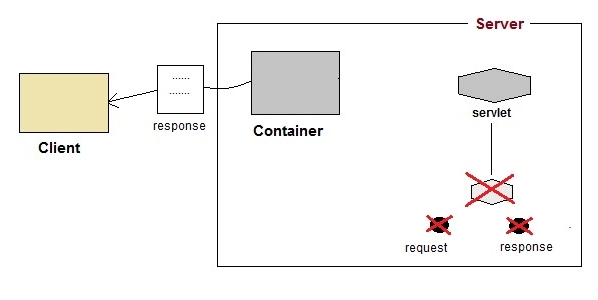 Server
......
.......
response
Client
Container
servlet
request
response